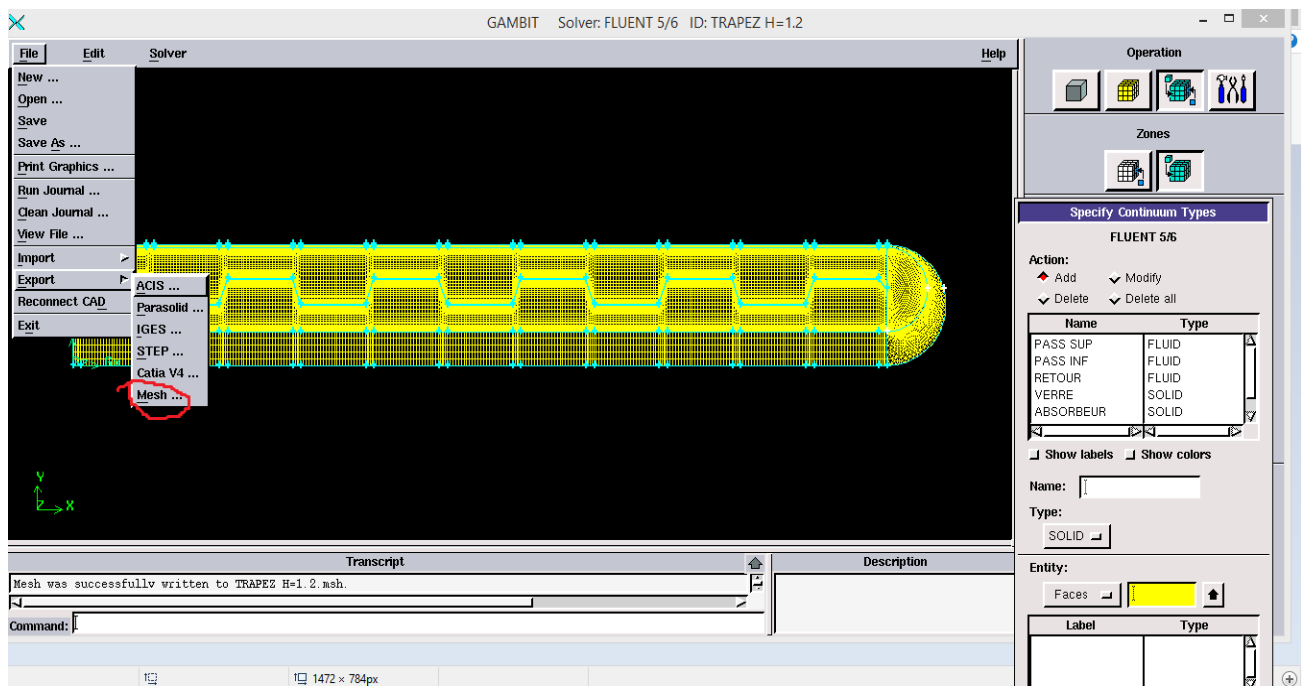 GAMBIT Solver: FLUENT 5/6 ID: TRAPEZ H=1.2
File Edit Solver Help
New ...
Open ...
Save
Save As ...
Print Graphics ...
Run Journal ...
Clean Journal ...
View File ...
Import
Export
Reconnect CAD
Exit
ACIS ...
Parasolid ...
IGES ...
STEP ...
Catia V4 ...
Mesh ...
Y
Z X
Transcript
Mesh was successfully written to TRAPEZ H=1.2.msh.
Command:
Description
Operation
Zones
Specify Continuum Types
FLUENT 5/6
Action:
Add Modify
Delete Delete all
Name Type
PASS SUP FLUID
PASS INF FLUID
RETOUR FLUID
VERRE SOLID
ABSORBEUR SOLID
Show labels Show colors
Name:
Type:
SOLID
Entity:
Faces
Label Type
1472 × 784px